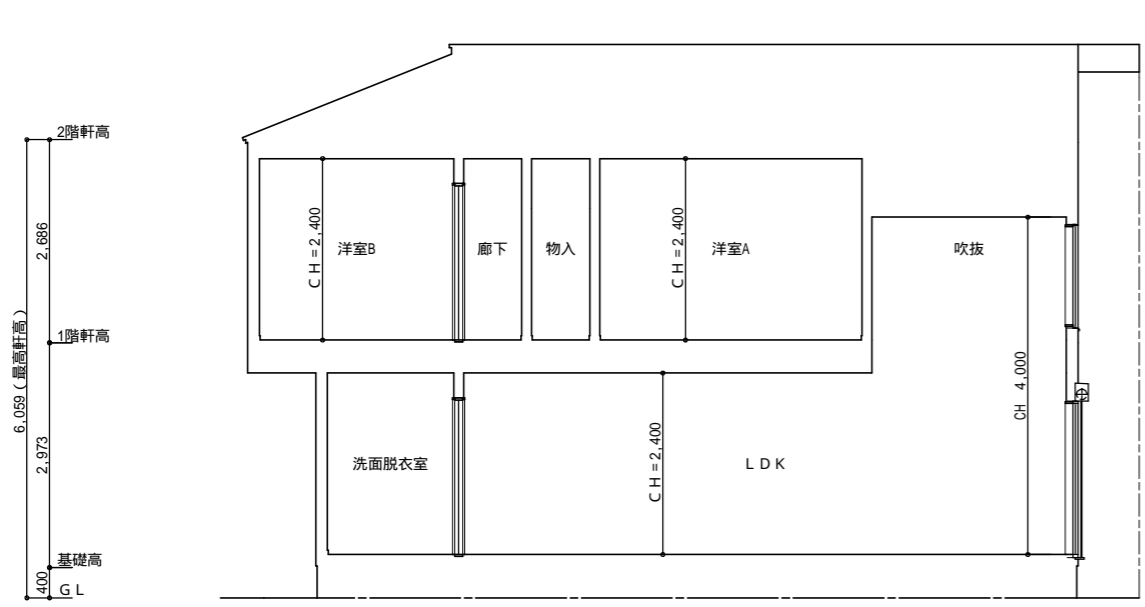 2階軒高
2,686
1階軒高
6,059(最高軒高)
2,973
基礎高
400
GL
CH=2,400
洋室B
廊下
物入
CH=2,400
洋室A
吹抜
洗面脱衣室
CH=2,400
LDK
CH 4,000